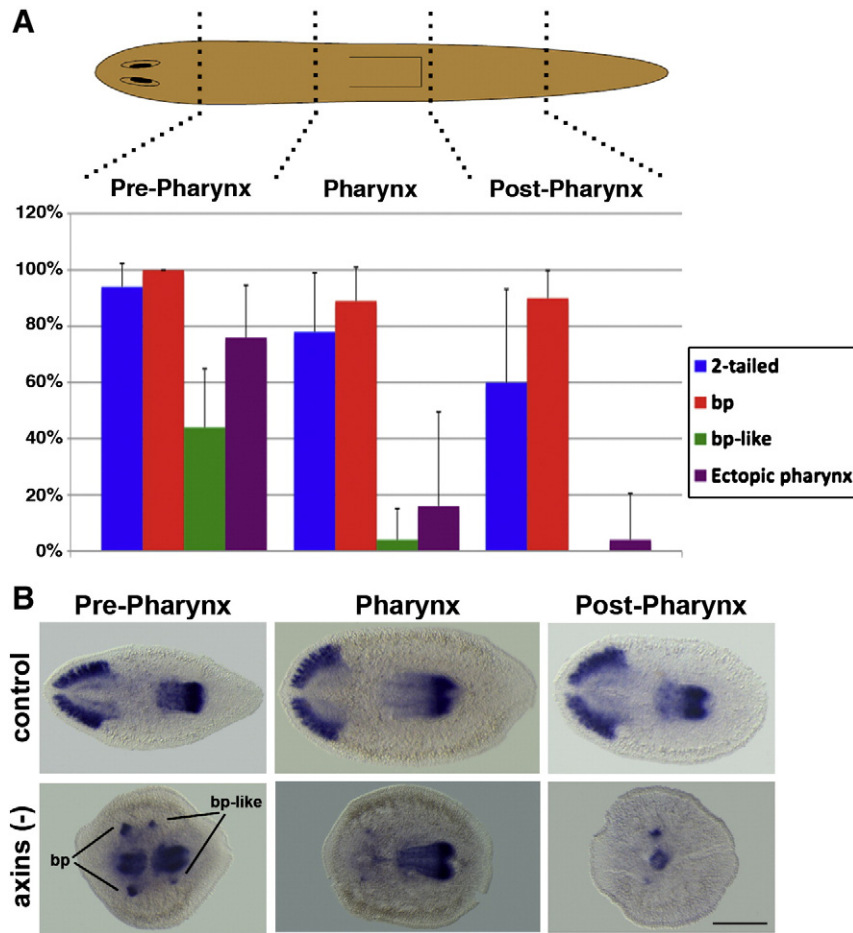 A
Pre-Pharynx Pharynx Post-Pharynx
120%
100%
80%
60%
40%
20%
0%
2-tailed
bp
bp-like
Ectopic pharynx
B
Pre-Pharynx Pharynx Post-Pharynx
control
axins (-)
bp-like
bp